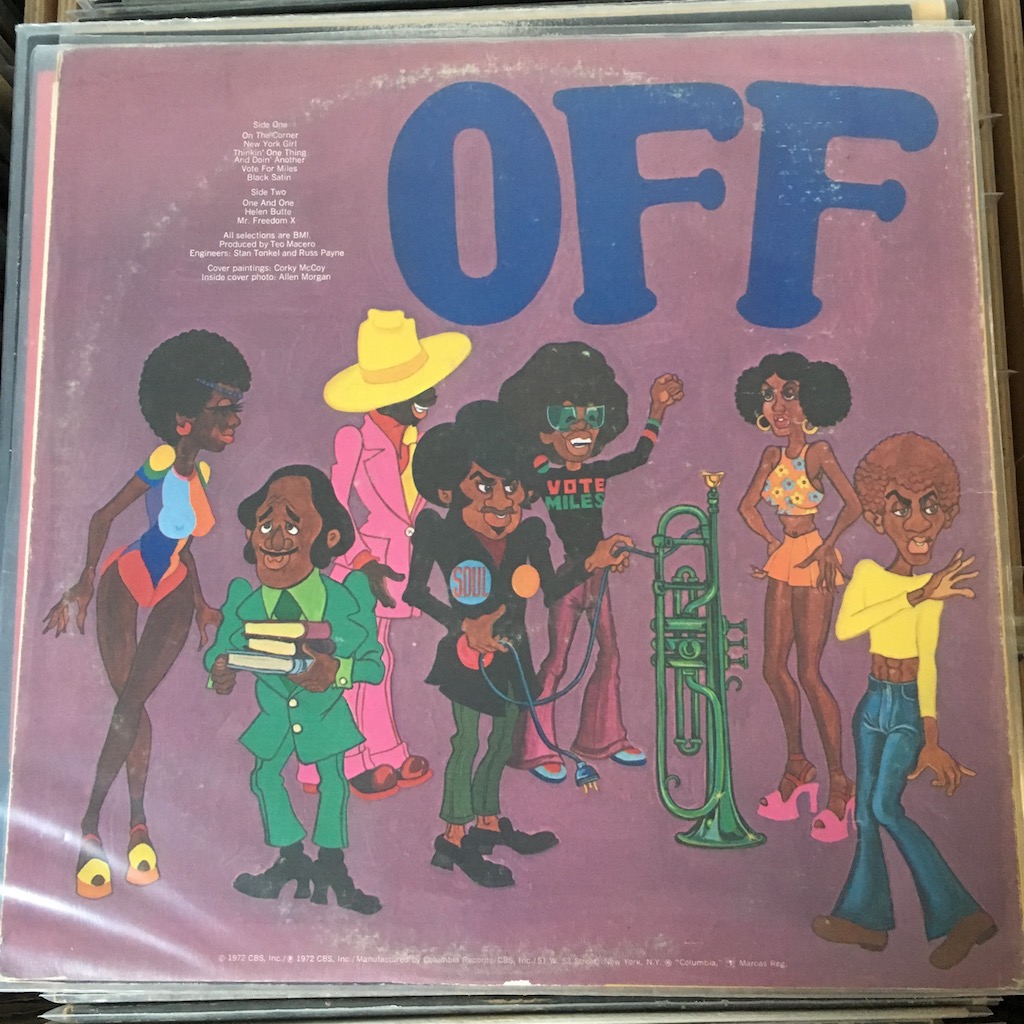 OFF
Side One
On The Corner
New York Girl
Thinkin' One Thing
And Doin' Another
Vote For Miles
Black Satin
Side Two
One And One
Helen Butte
Mr. Freedom X
All selections are BMI.
Produced by Teo Macero
Engineers: Stan Tonkel and Russ Payne
Cover paintings: Corky McCoy
Inside cover photo: Allen Morgan
VOTE
MILES
SOUL
© 1972 CBS, Inc./℗ 1972 CBS, Inc./Manufactured by Columbia Records/CBS, Inc./51 W. 52 Street, New York, N.Y. ® "Columbia," Marcas Reg.